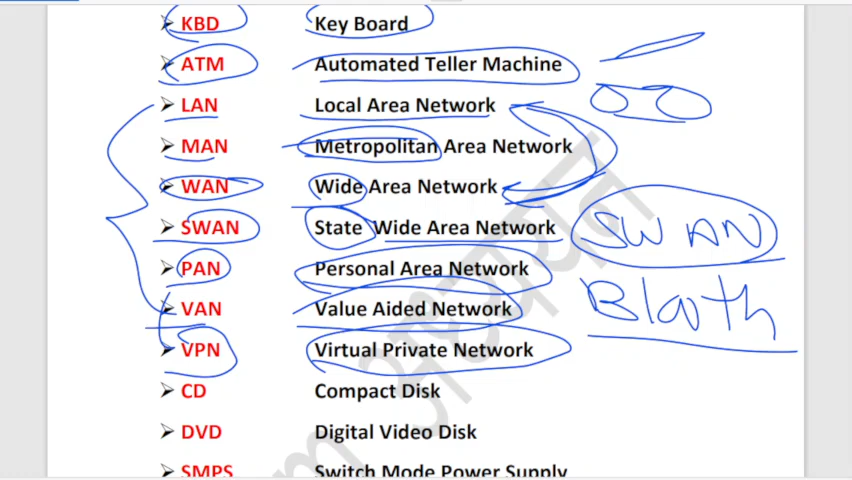 ➢ KBD Key Board
➢ ATM Automated Teller Machine
➢ LAN Local Area Network
➢ MAN Metropolitan Area Network
➢ WAN Wide Area Network
➢ SWAN State Wide Area Network
SWAN
➢ PAN Personal Area Network
➢ VAN Value Aided Network
Blooth
➢ VPN Virtual Private Network
➢ CD Compact Disk
➢ DVD Digital Video Disk
➢ SMPS Switch Mode Power Supply